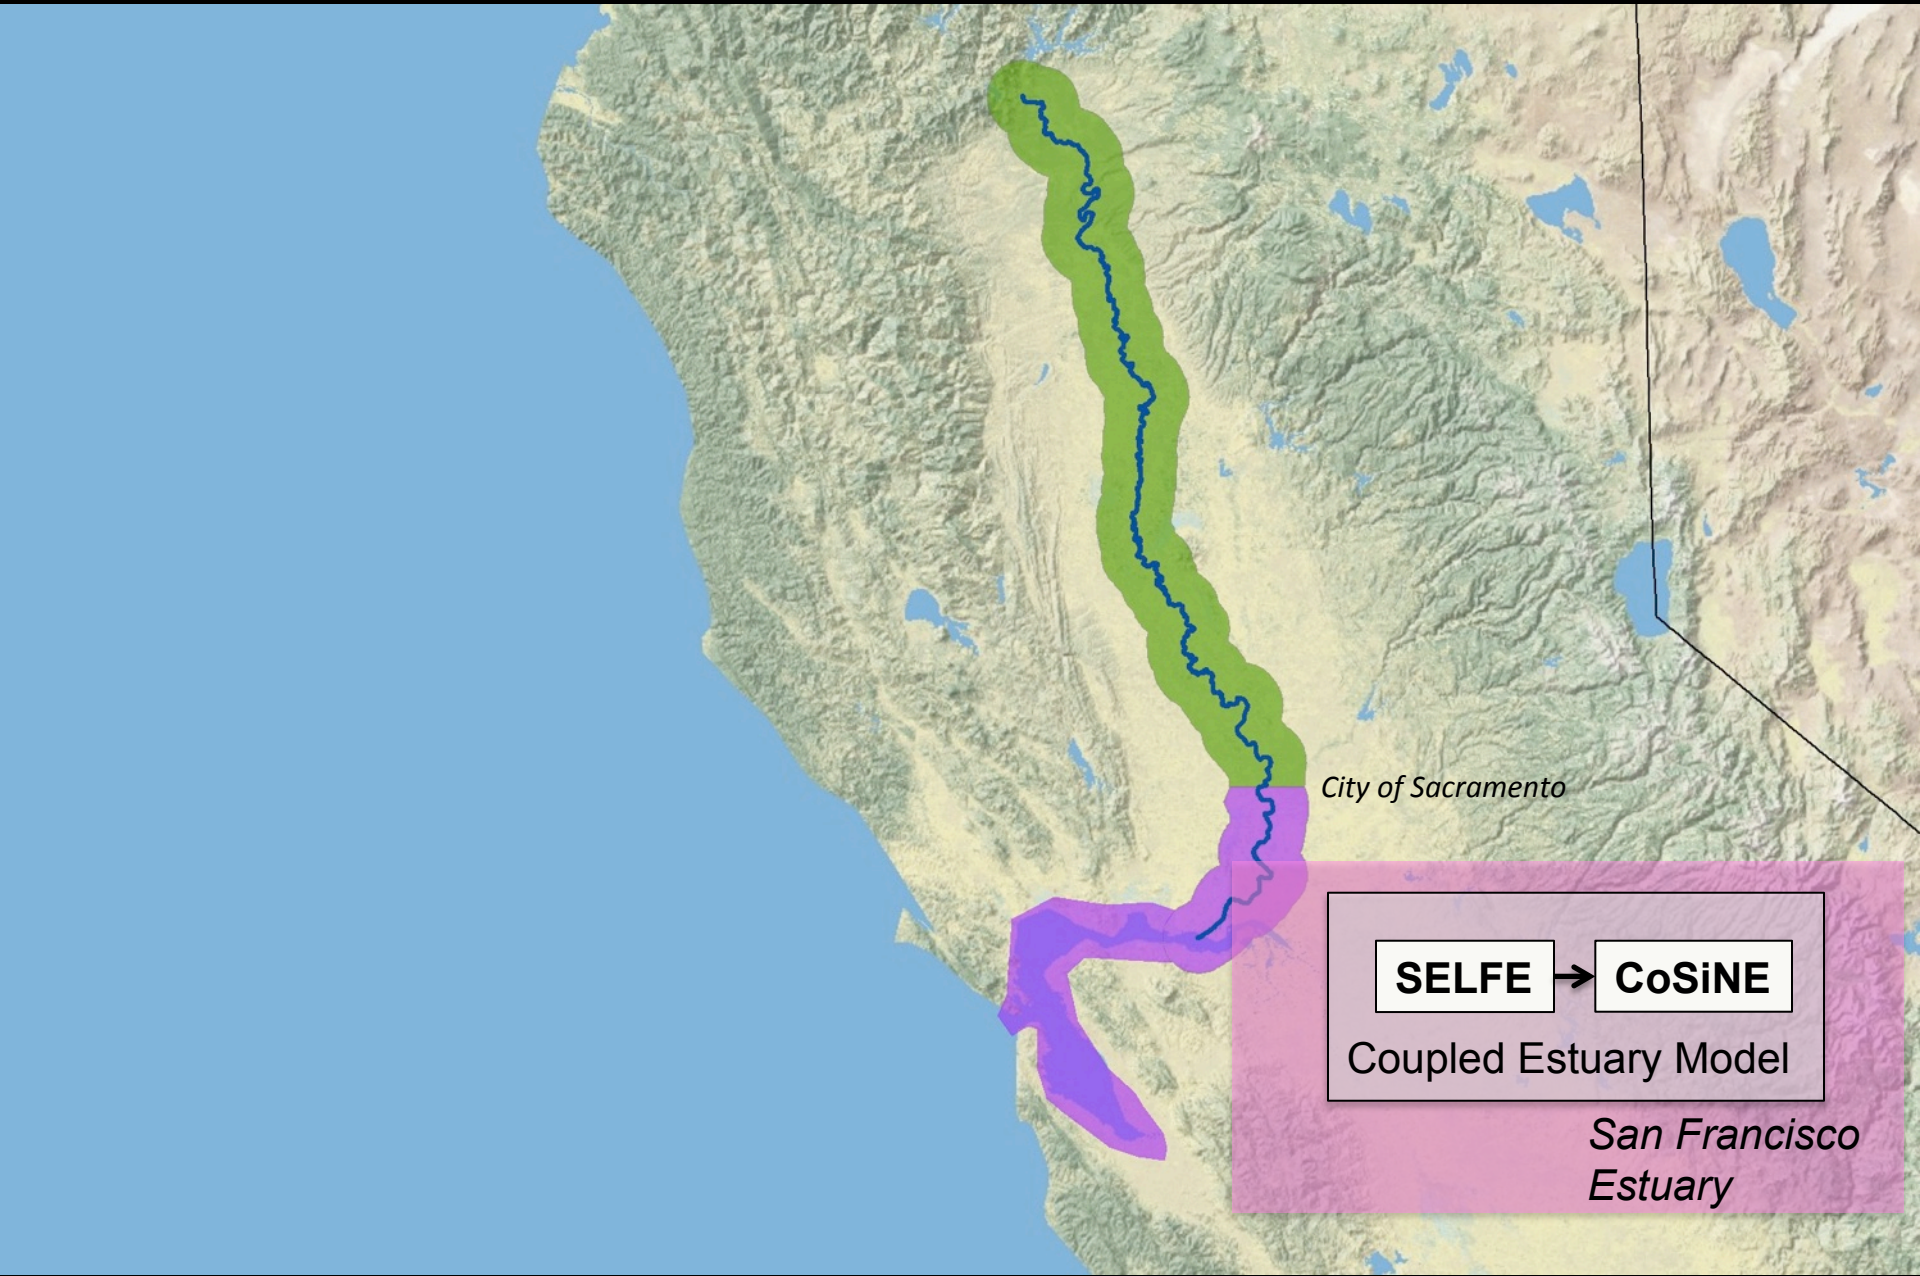 City of Sacramento
SELFE
CoSiNE
Coupled Estuary Model
San Francisco
Estuary